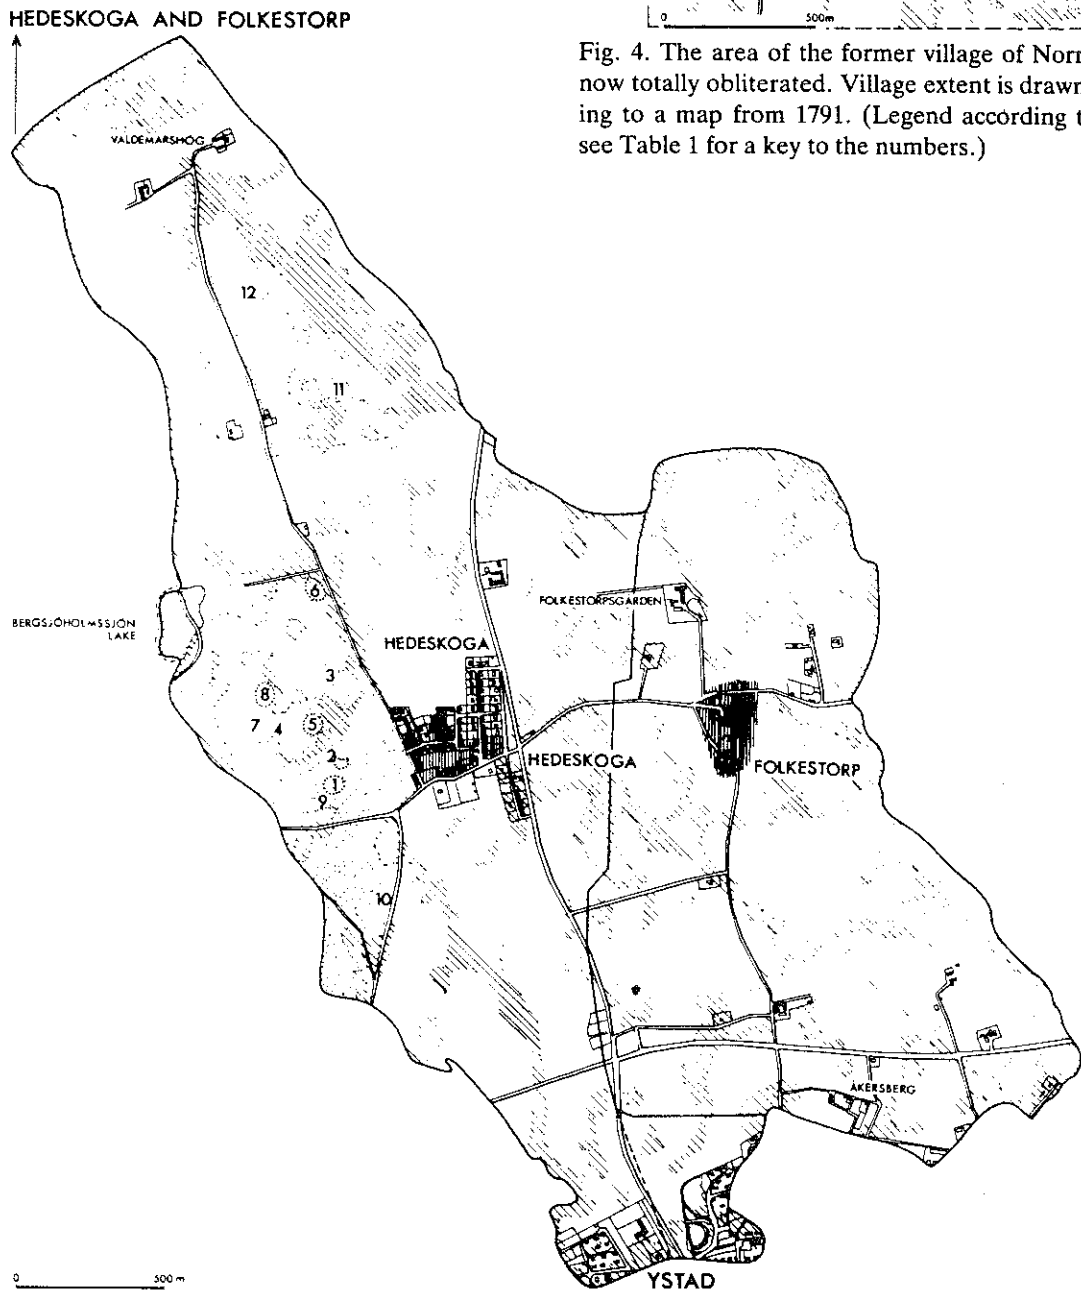 HEDESKOGA AND FOLKESTORP
0 500m
Fig. 4. The area of the former village of Norr
now totally obliterated. Village extent is drawn
ing to a map from 1791. (Legend according t
see Table 1 for a key to the numbers.)
VALDEMARSHÖG
12
11
6
FOLKESTORPSGÅRDEN
BERGSJÖHOLMSSJÖN
LAKE
HEDESKOGA
3
8
7
4
5
2
HEDESKOGA
FOLKESTORP
1
9
10
ÅKERSBERG
0 500 m
YSTAD